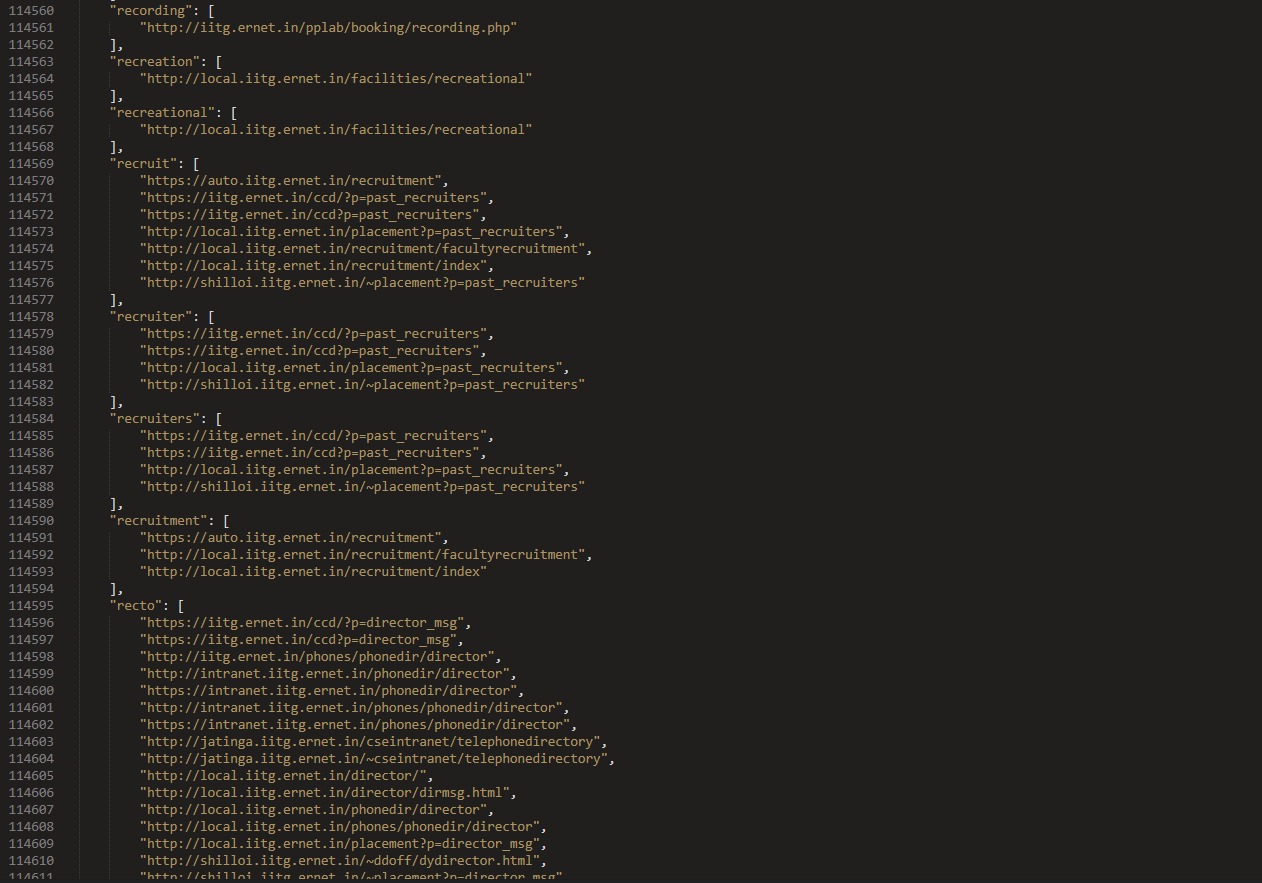 114560 "recording": [
114561 "http://iitg.ernet.in/pplab/booking/recording.php"
114562 ],
114563 "recreation": [
114564 "http://local.iitg.ernet.in/facilities/recreational"
114565 ],
114566 "recreational": [
114567 "http://local.iitg.ernet.in/facilities/recreational"
114568 ],
114569 "recruit": [
114570 "https://auto.iitg.ernet.in/recruitment",
114571 "https://iitg.ernet.in/ccd/?p=past_recruiters",
114572 "https://iitg.ernet.in/ccd?p=past_recruiters",
114573 "http://local.iitg.ernet.in/placement?p=past_recruiters",
114574 "http://local.iitg.ernet.in/recruitment/facultyrecruitment",
114575 "http://local.iitg.ernet.in/recruitment/index",
114576 "http://shilloi.iitg.ernet.in/~placement?p=past_recruiters"
114577 ],
114578 "recruiter": [
114579 "https://iitg.ernet.in/ccd/?p=past_recruiters",
114580 "https://iitg.ernet.in/ccd?p=past_recruiters",
114581 "http://local.iitg.ernet.in/placement?p=past_recruiters",
114582 "http://shilloi.iitg.ernet.in/~placement?p=past_recruiters"
114583 ],
114584 "recruiters": [
114585 "https://iitg.ernet.in/ccd/?p=past_recruiters",
114586 "https://iitg.ernet.in/ccd?p=past_recruiters",
114587 "http://local.iitg.ernet.in/placement?p=past_recruiters",
114588 "http://shilloi.iitg.ernet.in/~placement?p=past_recruiters"
114589 ],
114590 "recruitment": [
114591 "https://auto.iitg.ernet.in/recruitment",
114592 "http://local.iitg.ernet.in/recruitment/facultyrecruitment",
114593 "http://local.iitg.ernet.in/recruitment/index"
114594 ],
114595 "recto": [
114596 "https://iitg.ernet.in/ccd/?p=director_msg",
114597 "https://iitg.ernet.in/ccd?p=director_msg",
114598 "http://iitg.ernet.in/phones/phonedir/director",
114599 "http://intranet.iitg.ernet.in/phonedir/director",
114600 "https://intranet.iitg.ernet.in/phonedir/director",
114601 "http://intranet.iitg.ernet.in/phones/phonedir/director",
114602 "https://intranet.iitg.ernet.in/phones/phonedir/director",
114603 "http://jatinga.iitg.ernet.in/cseintranet/telephonedirectory",
114604 "http://jatinga.iitg.ernet.in/~cseintranet/telephonedirectory",
114605 "http://local.iitg.ernet.in/director/",
114606 "http://local.iitg.ernet.in/director/dirmsg.html",
114607 "http://local.iitg.ernet.in/phonedir/director",
114608 "http://local.iitg.ernet.in/phones/phonedir/director",
114609 "http://local.iitg.ernet.in/placement?p=director_msg",
114610 "http://shilloi.iitg.ernet.in/~ddoff/dydirector.html",
114611 "http://shilloi.iitg.ernet.in/~placement?p=director_msg"